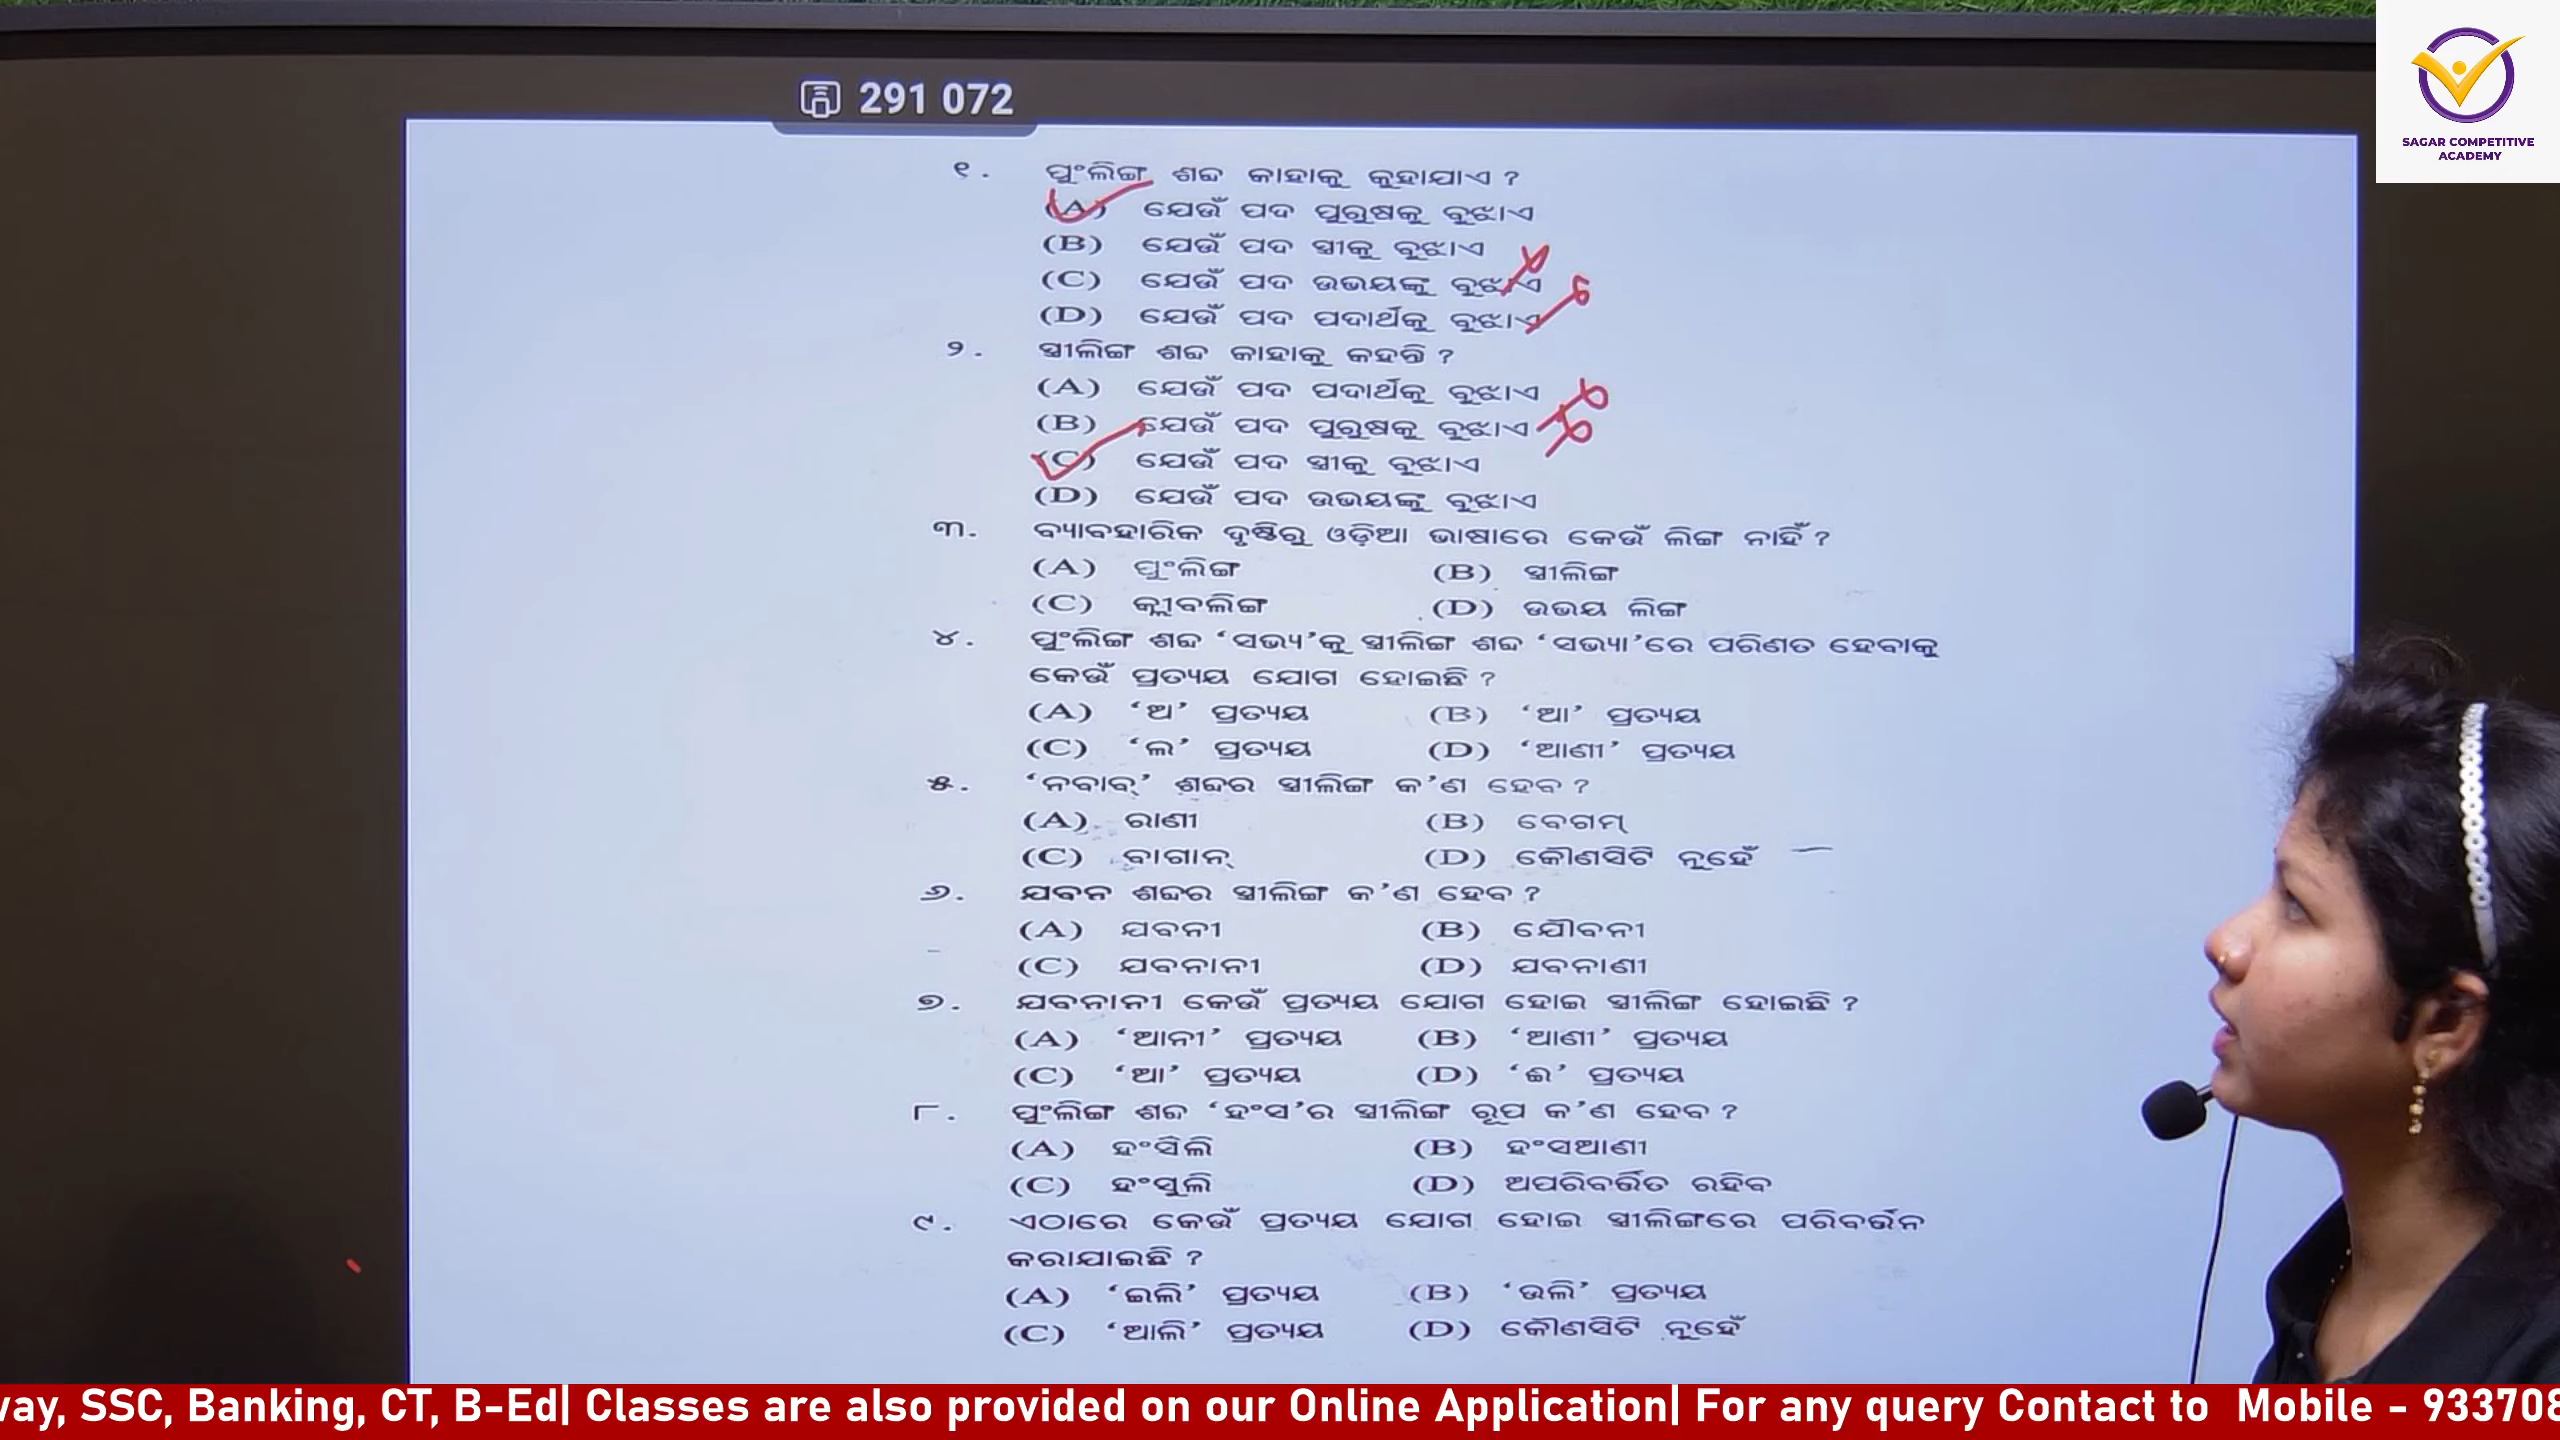 291 072
SAGAR COMPETITIVE
ACADEMY
୧. ପୁଂଲିଙ୍ଗ ଶବ୍ଦ କାହାକୁ କୁହାଯାଏ ?
(A) ଯେଉଁ ପଦ ପୁରୁଷକୁ ବୁଝାଏ
(B) ଯେଉଁ ପଦ ସ୍ତ୍ରୀକୁ ବୁଝାଏ
(C) ଯେଉଁ ପଦ ଉଭୟଙ୍କୁ ବୁଝାଏ
(D) ଯେଉଁ ପଦ ପଦାର୍ଥକୁ ବୁଝାଏ
୨. ସ୍ତ୍ରୀଲିଙ୍ଗ ଶବ୍ଦ କାହାକୁ କହନ୍ତି ?
(A) ଯେଉଁ ପଦ ପଦାର୍ଥକୁ ବୁଝାଏ
(B) ଯେଉଁ ପଦ ପୁରୁଷକୁ ବୁଝାଏ
(C) ଯେଉଁ ପଦ ସ୍ତ୍ରୀକୁ ବୁଝାଏ
(D) ଯେଉଁ ପଦ ଉଭୟଙ୍କୁ ବୁଝାଏ
୩. ବ୍ୟାବହାରିକ ଦୃଷ୍ଟିରୁ ଓଡ଼ିଆ ଭାଷାରେ କେଉଁ ଲିଙ୍ଗ ନାହିଁ ?
(A) ପୁଂଲିଙ୍ଗ (B) ସ୍ତ୍ରୀଲିଙ୍ଗ
(C) କ୍ଲୀବଲିଙ୍ଗ (D) ଉଭୟ ଲିଙ୍ଗ
୪. ପୁଂଲିଙ୍ଗ ଶବ୍ଦ ‘ସଭ୍ୟ’କୁ ସ୍ତ୍ରୀଲିଙ୍ଗ ଶବ୍ଦ ‘ସଭ୍ୟା’ରେ ପରିଣତ ହେବାକୁ
କେଉଁ ପ୍ରତ୍ୟୟ ଯୋଗ ହୋଇଛି ?
(A) ‘ଅ’ ପ୍ରତ୍ୟୟ (B) ‘ଆ’ ପ୍ରତ୍ୟୟ
(C) ‘ଲ’ ପ୍ରତ୍ୟୟ (D) ‘ଆଣୀ’ ପ୍ରତ୍ୟୟ
୫. ‘ନବାବ୍’ ଶବ୍ଦର ସ୍ତ୍ରୀଲିଙ୍ଗ କ’ଣ ହେବ ?
(A) ରାଣୀ (B) ବେଗମ୍
(C) ବାଗାନ୍ (D) କୌଣସିଟି ନୁହେଁ
୬. ଯବନ ଶବ୍ଦର ସ୍ତ୍ରୀଲିଙ୍ଗ କ’ଣ ହେବ ?
(A) ଯବନୀ (B) ଯୌବନୀ
(C) ଯବନାନୀ (D) ଯବନାଣୀ
୭. ଯବନାନୀ କେଉଁ ପ୍ରତ୍ୟୟ ଯୋଗ ହୋଇ ସ୍ତ୍ରୀଲିଙ୍ଗ ହୋଇଛି ?
(A) ‘ଆନୀ’ ପ୍ରତ୍ୟୟ (B) ‘ଆଣୀ’ ପ୍ରତ୍ୟୟ
(C) ‘ଆ’ ପ୍ରତ୍ୟୟ (D) ‘ଈ’ ପ୍ରତ୍ୟୟ
୮. ପୁଂଲିଙ୍ଗ ଶବ୍ଦ ‘ହଂସ’ର ସ୍ତ୍ରୀଲିଙ୍ଗ ରୂପ କ’ଣ ହେବ ?
(A) ହଂସିଲି (B) ହଂସଆଣୀ
(C) ହଂସୁଲି (D) ଅପରିବର୍ତ୍ତିତ ରହିବ
୯. ଏଠାରେ କେଉଁ ପ୍ରତ୍ୟୟ ଯୋଗ ହୋଇ ସ୍ତ୍ରୀଲିଙ୍ଗରେ ପରିବର୍ତ୍ତନ
କରାଯାଇଛି ?
(A) ‘ଇଲି’ ପ୍ରତ୍ୟୟ (B) ‘ଉଲି’ ପ୍ରତ୍ୟୟ
(C) ‘ଆଲି’ ପ୍ରତ୍ୟୟ (D) କୌଣସିଟି ନୁହେଁ
way, SSC, Banking, CT, B-Ed| Classes are also provided on our Online Application| For any query Contact to Mobile - 933708